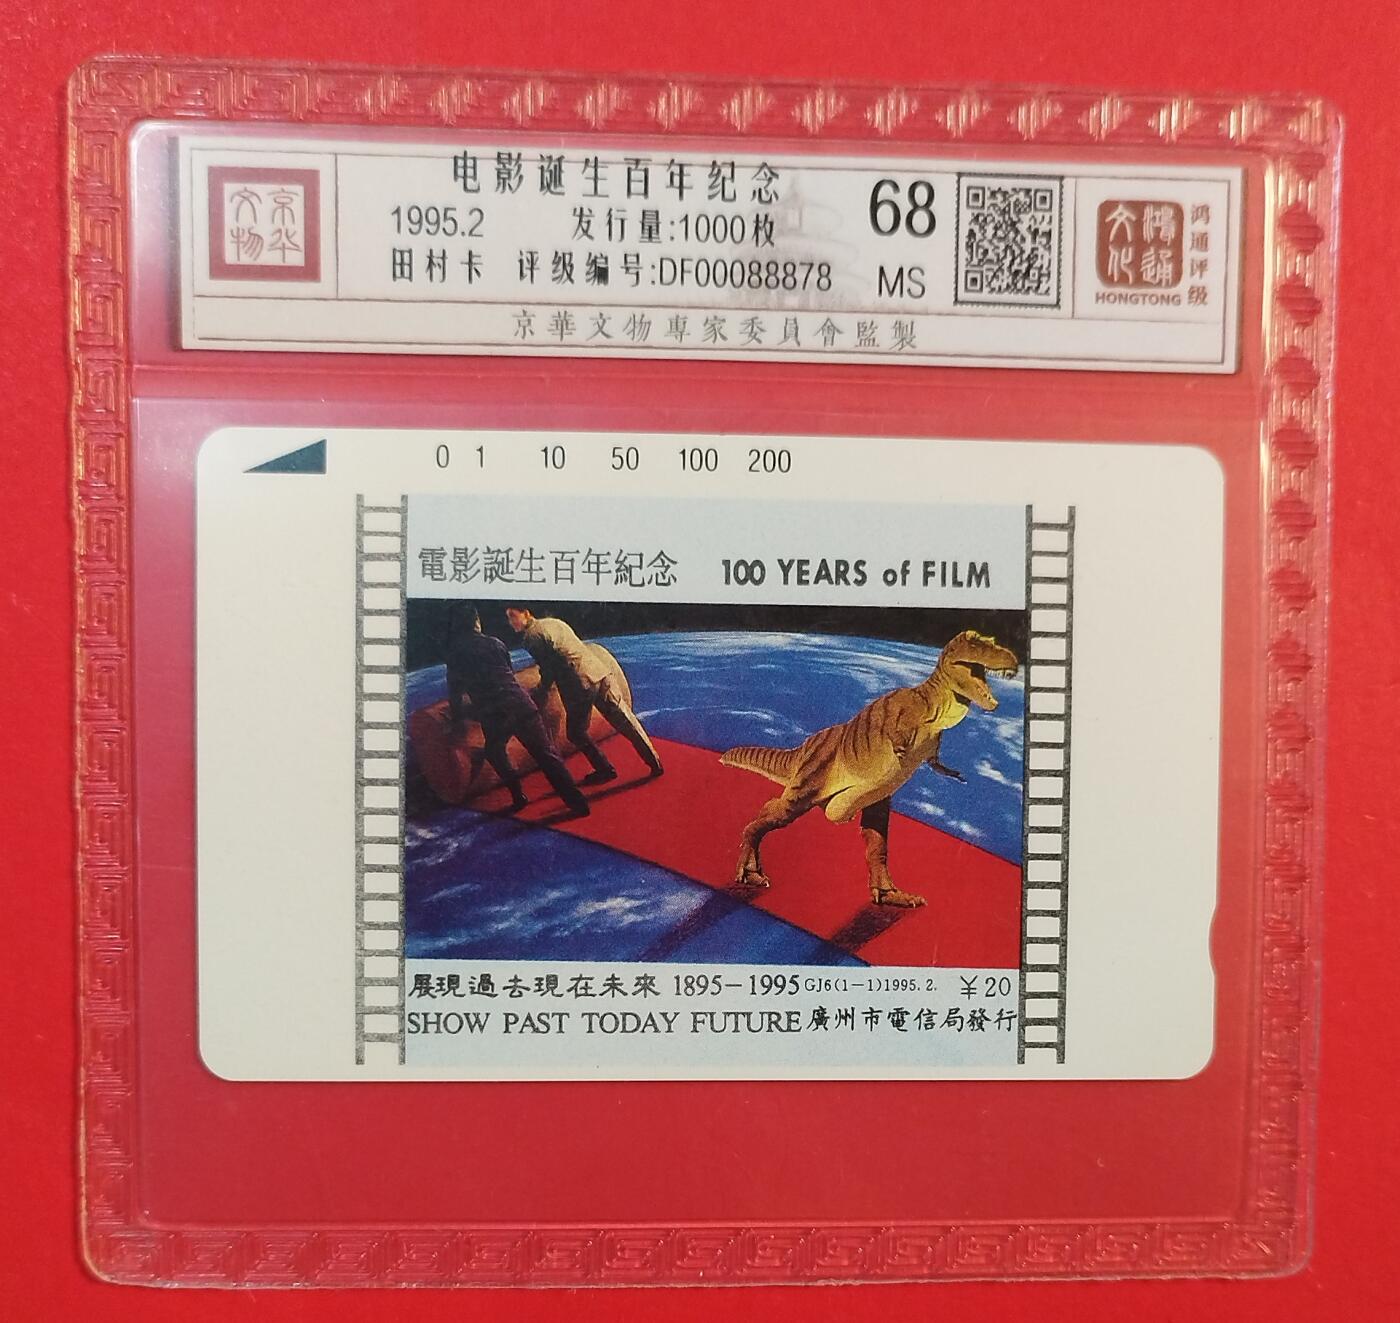 京华
文物
电影诞生百年纪念
1995.2 发行量:1000枚
田村卡 评级编号:DF00088878
68
MS
鸿通
文化
HONGTONG
鸿通评级
京華文物專家委員會監製
0 1 10 50 100 200
電影誕生百年紀念 100 YEARS of FILM
展現過去現在未來 1895-1995 GJ6(1-1)1995.2. ¥20
SHOW PAST TODAY FUTURE 廣州市電信局發行